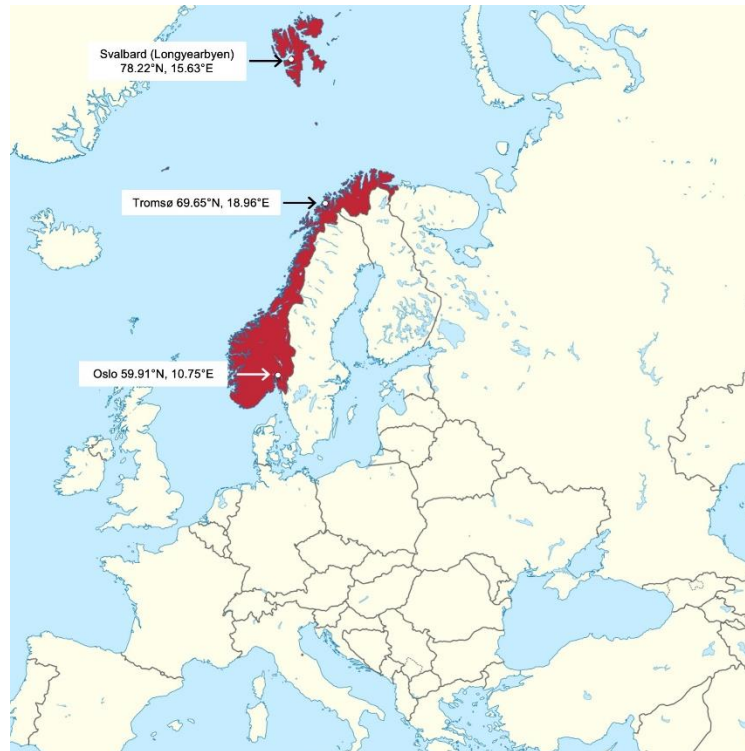 Svalbard (Longyearbyen)
78.22°N, 15.63°E
Tromsø 69.65°N, 18.96°E
Oslo 59.91°N, 10.75°E